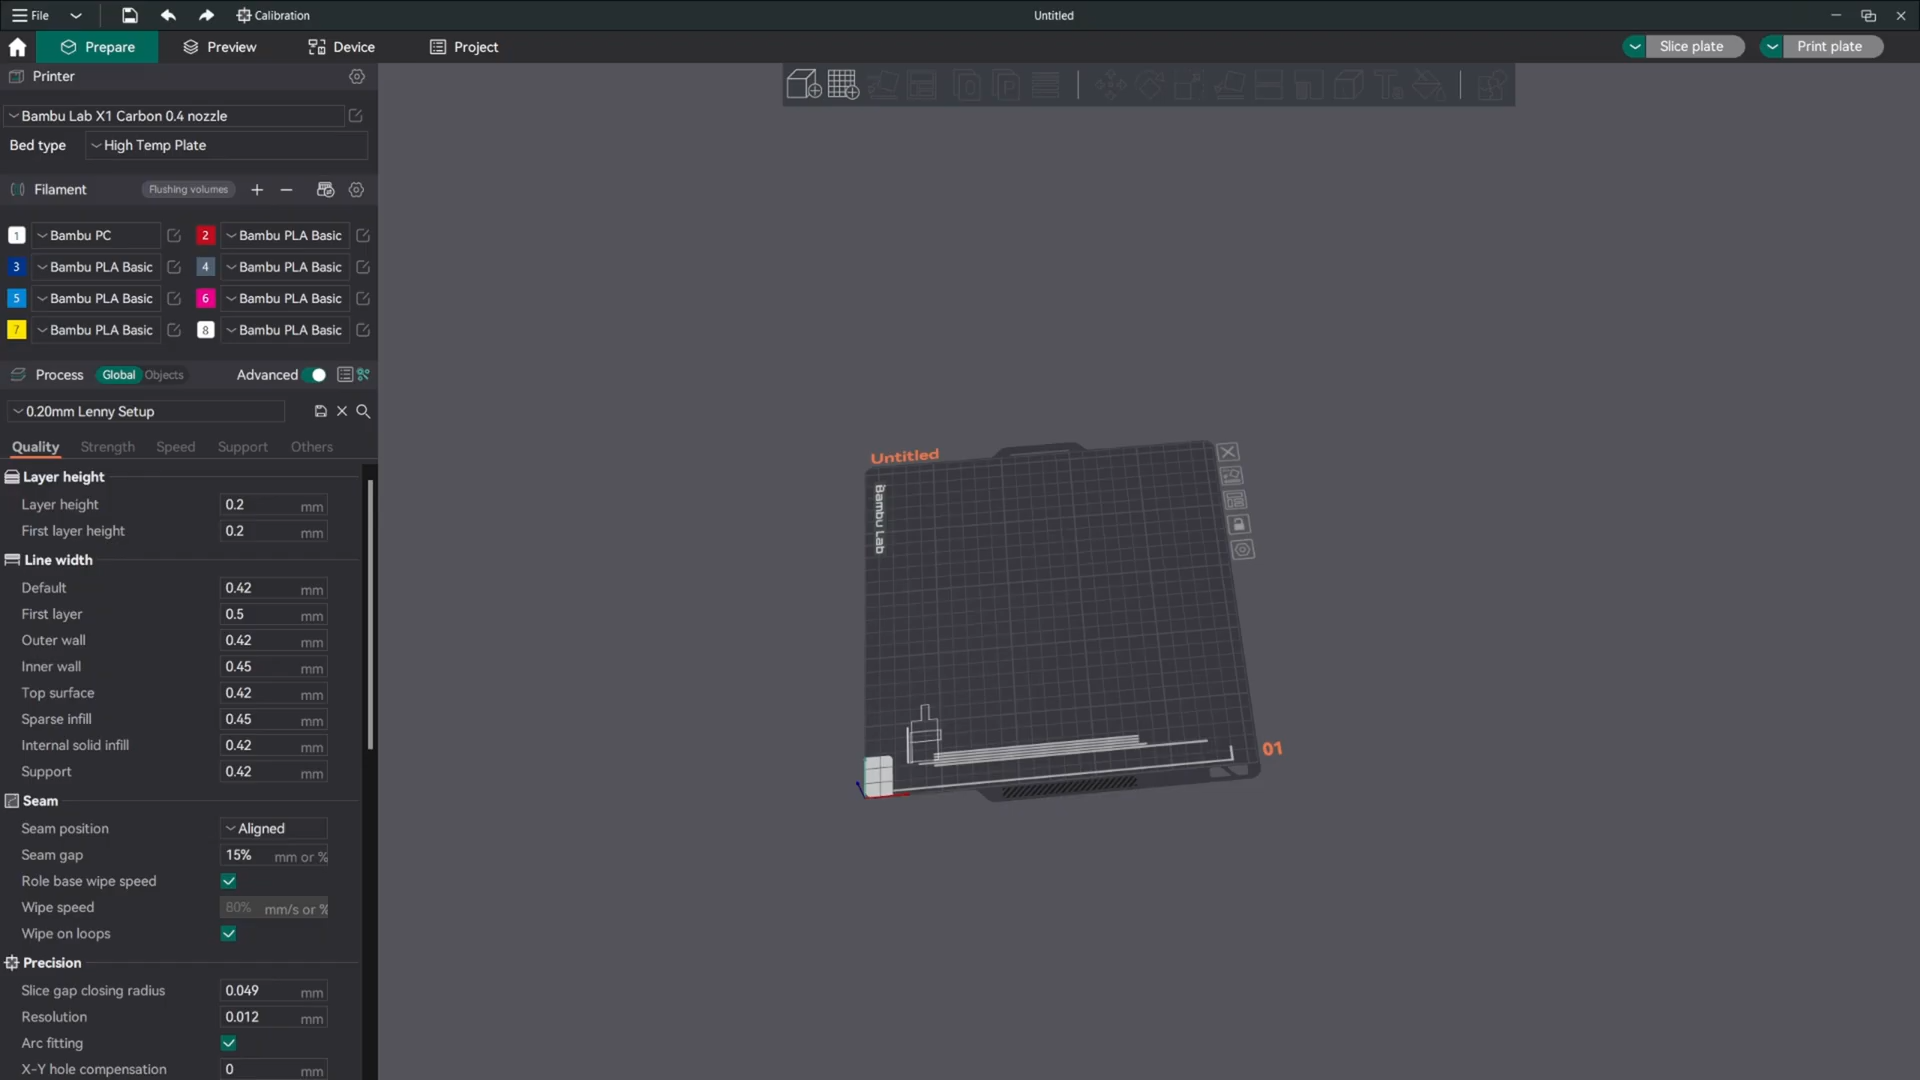 File
Calibration
Untitled
Prepare
Preview
Device
Project
Slice plate
Print plate
Printer
Bambu Lab X1 Carbon 0.4 nozzle
Bed type
High Temp Plate
Filament
Flushing volumes
1 Bambu PC
2 Bambu PLA Basic
3 Bambu PLA Basic
4 Bambu PLA Basic
5 Bambu PLA Basic
6 Bambu PLA Basic
7 Bambu PLA Basic
8 Bambu PLA Basic
Process
Global
Objects
Advanced
0.20mm Lenny Setup
Quality
Strength
Speed
Support
Others
Layer height
Layer height 0.2 mm
First layer height 0.2 mm
Line width
Default 0.42 mm
First layer 0.5 mm
Outer wall 0.42 mm
Inner wall 0.45 mm
Top surface 0.42 mm
Sparse infill 0.45 mm
Internal solid infill 0.42 mm
Support 0.42 mm
Seam
Seam position Aligned
Seam gap 15% mm or %
Role base wipe speed
Wipe speed 80% mm/s or %
Wipe on loops
Precision
Slice gap closing radius 0.049 mm
Resolution 0.012 mm
Arc fitting
X-Y hole compensation 0 mm
Untitled
Bambu Lab
01